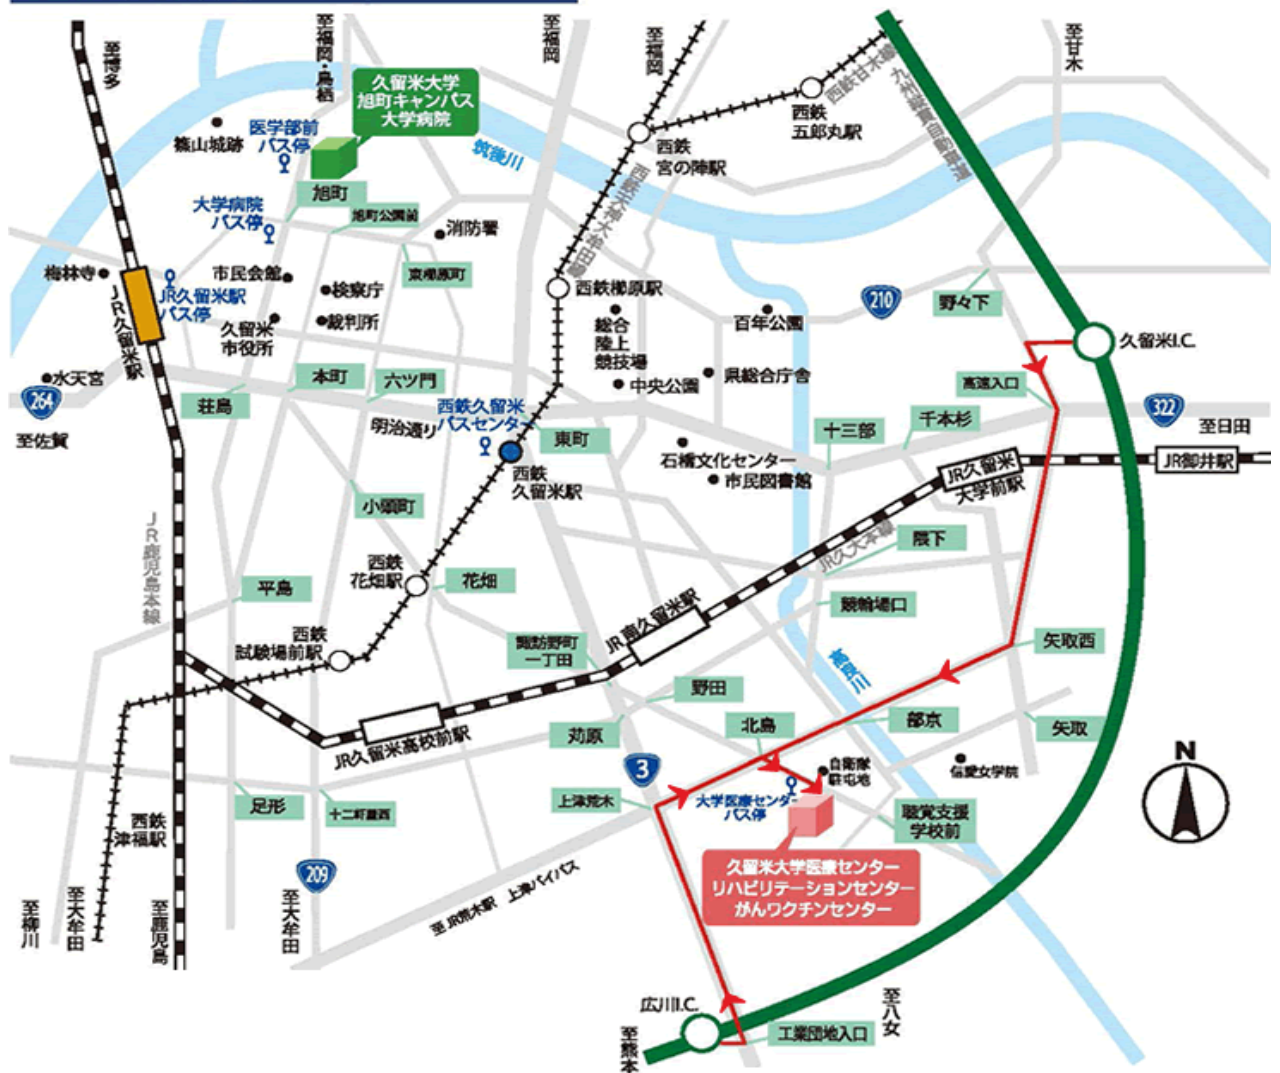 至博多
至福岡・鳥栖
至福岡
至福岡
至甘木
久留米大学
旭町キャンパス
大学病院
西鉄甘木線
九州縦貫自動車道
西鉄
五郎丸駅
篠山城跡
医学部前
バス停
筑後川
西鉄
宮の陣駅
西鉄天神大牟田線
旭町
大学病院
バス停
旭町公園前
消防署
梅林寺
市民会館
東櫛原町
検察庁
JR久留米駅
バス停
JR久留米駅
久留米
市役所
裁判所
西鉄櫛原駅
総合
陸上
競技場
百年公園
210
野々下
久留米I.C.
水天宮
264
至佐賀
荘島
本町
六ツ門
中央公園
県総合庁舎
高速入口
322
至日田
明治通り
西鉄久留米
バスセンター
東町
十三部
千本杉
石橋文化センター
市民図書館
JR久留米
大学前駅
JR御井駅
西鉄
久留米駅
小頭町
JR鹿児島本線
JR久大本線
隈下
西鉄
花畑駅
花畑
平島
競輪場口
西鉄
試験場前駅
諏訪野町
一丁田
JR南久留米駅
矢取西
高良川
野田
北島
部京
矢取
苅原
JR久留米高校前駅
3
自衛隊
駐屯地
信愛女学院
N
足形
十二軒屋西
上津荒木
大学医療センター
バス停
聴覚支援
学校前
西鉄
津福駅
209
久留米大学医療センター
リハビリテーションセンター
がんワクチンセンター
至柳川
至大牟田
至鹿児島
至大牟田
至JR荒木駅 上津バイパス
広川I.C.
至八女
至熊本
工業団地入口